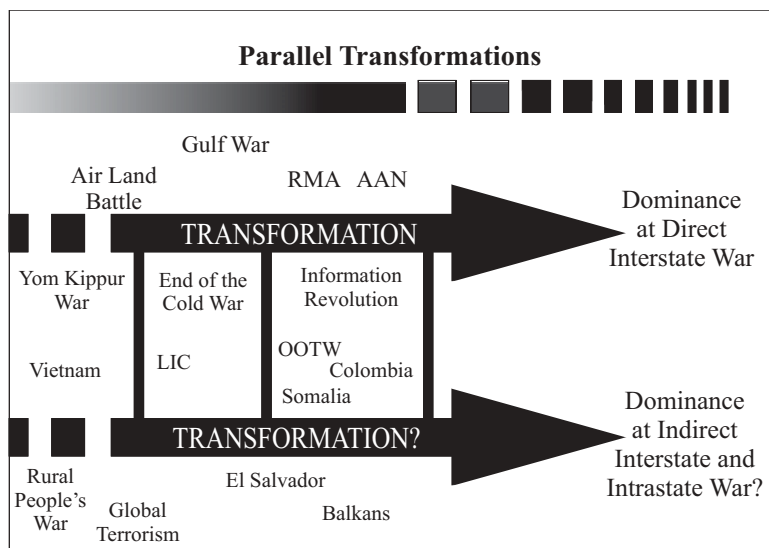 Parallel Transformations
Gulf War
Air Land
Battle
RMA AAN
TRANSFORMATION
Dominance
at Direct
Interstate War
Yom Kippur
War
End of the
Cold War
Information
Revolution
Vietnam
LIC
OOTW
Colombia
Somalia
TRANSFORMATION?
Dominance
at Indirect
Interstate and
Intrastate War?
Rural
People's
War
Global
Terrorism
El Salvador
Balkans